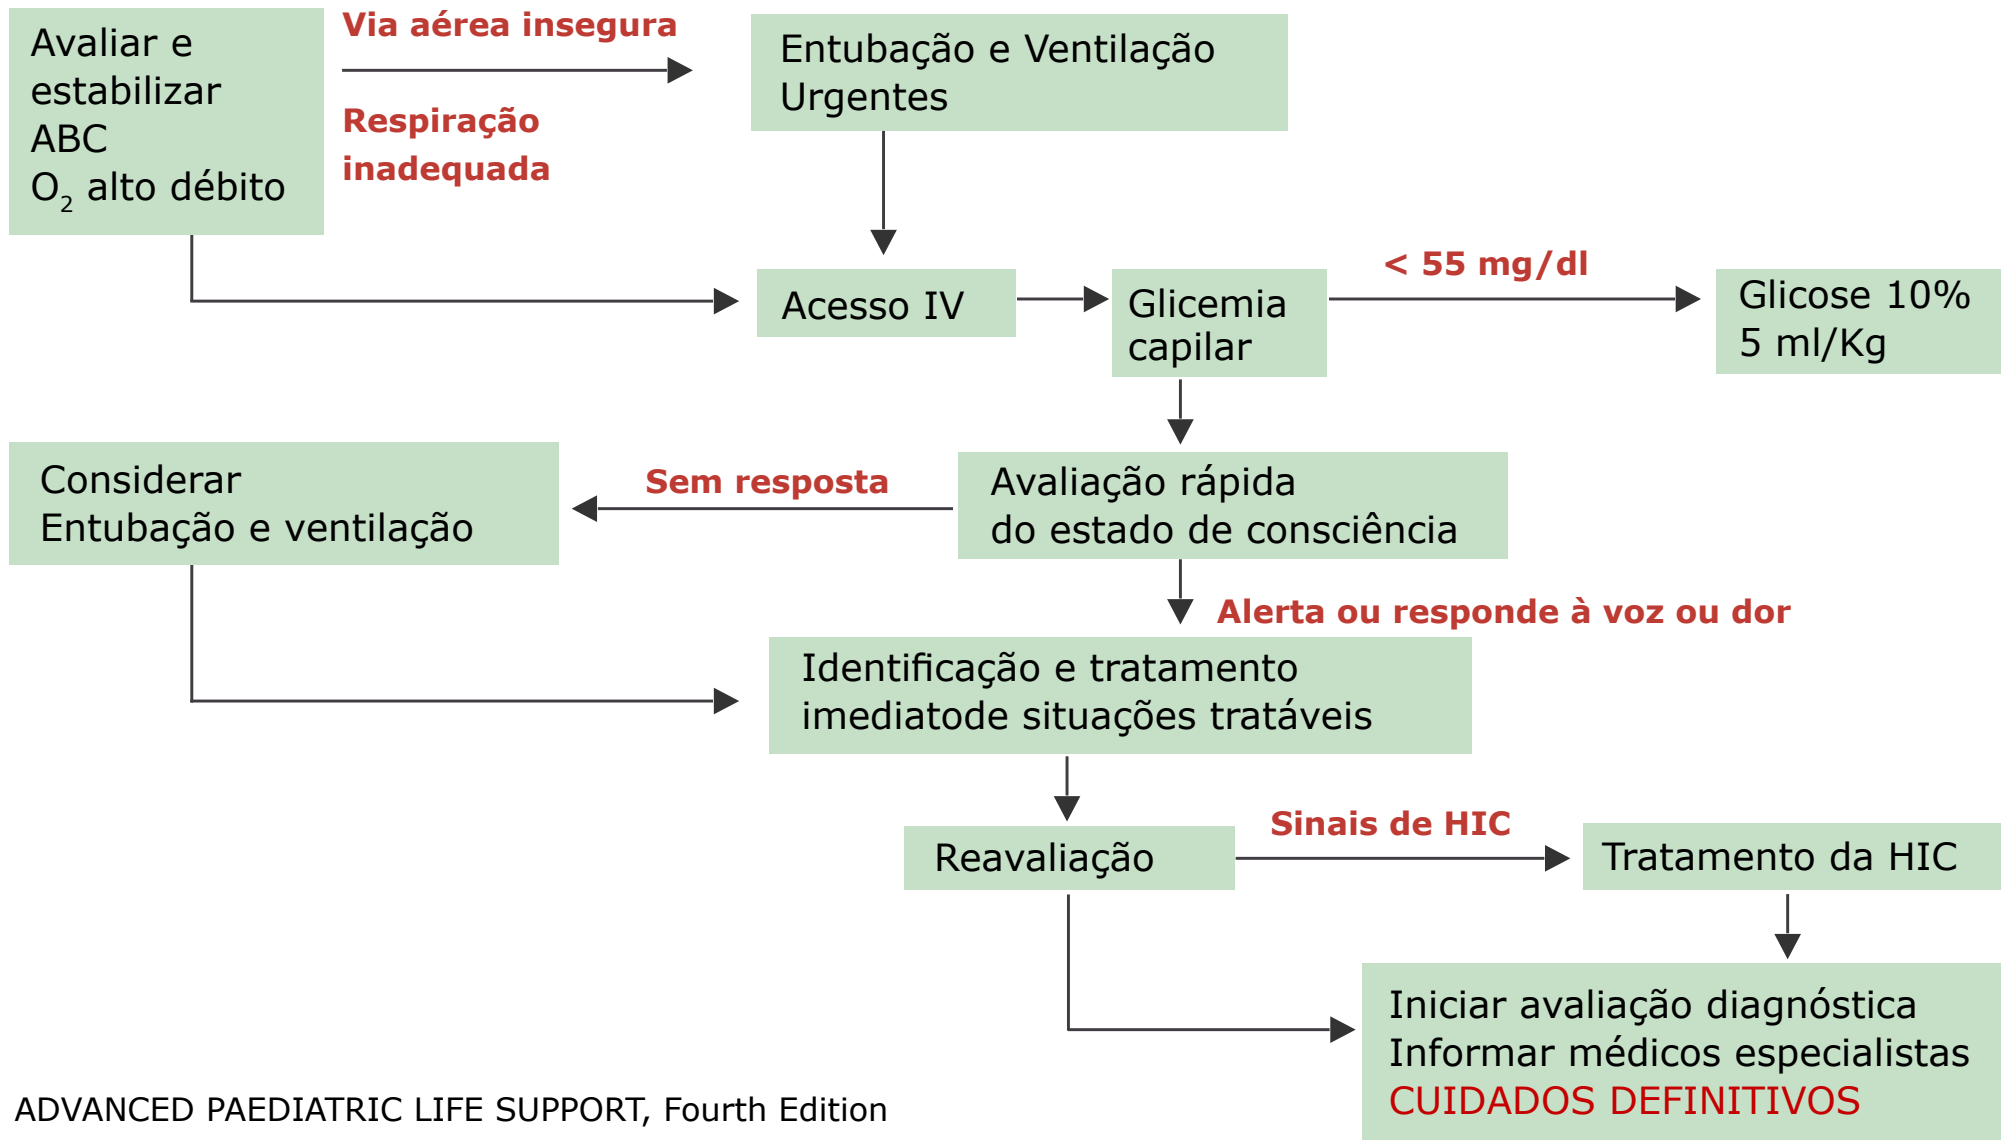 Avaliar e
estabilizar
ABC
O₂ alto débito
Via aérea insegura
Respiração
inadequada
Entubação e Ventilação
Urgentes
Acesso IV
Glicemia
capilar
< 55 mg/dl
Glicose 10%
5 ml/Kg
Considerar
Entubação e ventilação
Sem resposta
Avaliação rápida
do estado de consciência
Alerta ou responde à voz ou dor
Identificação e tratamento
imediatode situações tratáveis
Reavaliação
Sinais de HIC
Tratamento da HIC
Iniciar avaliação diagnóstica
Informar médicos especialistas
CUIDADOS DEFINITIVOS
ADVANCED PAEDIATRIC LIFE SUPPORT, Fourth Edition